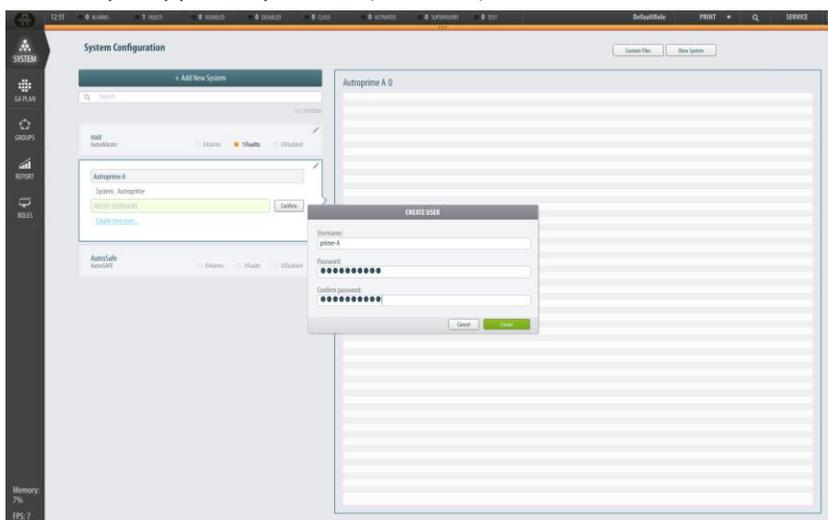 12:33 0 ALARMS 1 FAULTS 0 DISABLED 0 DISABLED 0 CLASS 0 ACTIVATED 0 SUPERVISORY 0 TEST DefaultRole PRINT SERVICE
SYSTEM
GA PLAN
GROUPS
REPORT
ROLES
Memory:
7%
FPS: 7
System Configuration
Custom Files View System
+ Add New System
Search
root
AutroMaster 0 Alarms 1 Faults 0 Disabled
Autroprime A
System: Autroprime
INSERT USERNAME Confirm
Create new user...
AutroSafe
AutroSAFE 0 Alarms 0 Faults 0 Disabled
Autroprime A 0
CREATE USER
Username:
prime-A
Password:
Confirm password:
Cancel Create